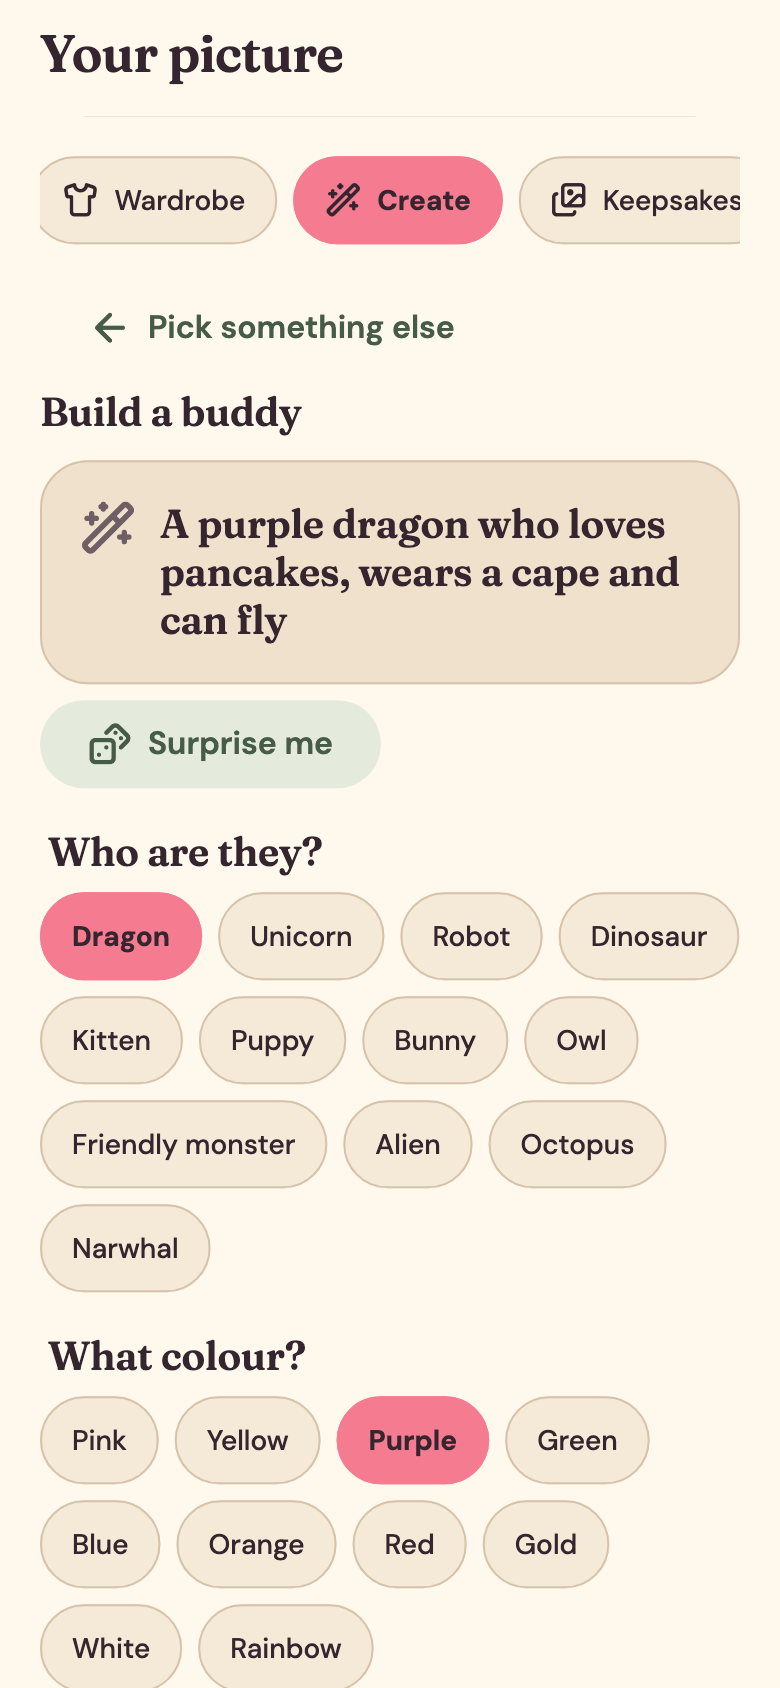 Your picture
Wardrobe
Create
Keepsakes
Pick something else
Build a buddy
A purple dragon who loves
pancakes, wears a cape and
can fly
Surprise me
Who are they?
Dragon
Unicorn
Robot
Dinosaur
Kitten
Puppy
Bunny
Owl
Friendly monster
Alien
Octopus
Narwhal
What colour?
Pink
Yellow
Purple
Green
Blue
Orange
Red
Gold
White
Rainbow